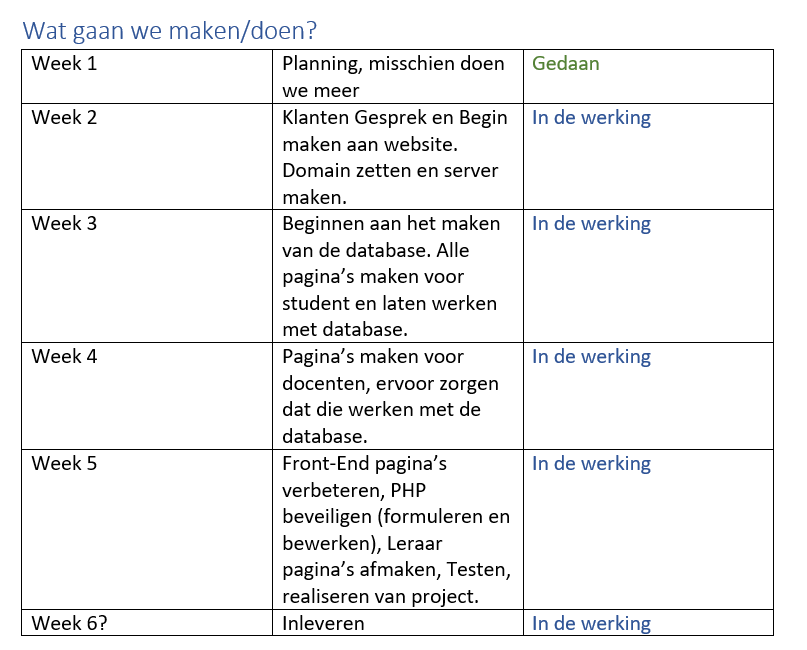 Wat gaan we maken/doen?
Week 1
Planning, misschien doen
we meer
Gedaan
Week 2
Klanten Gesprek en Begin
maken aan website.
Domain zetten en server
maken.
In de werking
Week 3
Beginnen aan het maken
van de database. Alle
pagina’s maken voor
student en laten werken
met database.
In de werking
Week 4
Pagina’s maken voor
docenten, ervoor zorgen
dat die werken met de
database.
In de werking
Week 5
Front-End pagina’s
verbeteren, PHP
beveiligen (formuleren en
bewerken), Leraar
pagina’s afmaken, Testen,
realiseren van project.
In de werking
Week 6?
Inleveren
In de werking